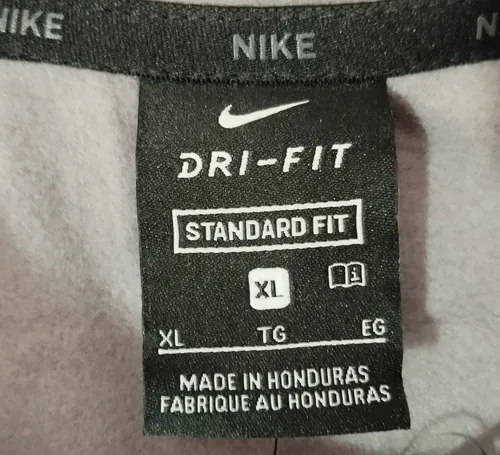 NIKE NIKE N
DRI-FIT
STANDARD FIT
XL
XL TG EG
MADE IN HONDURAS
FABRIQUE AU HONDURAS